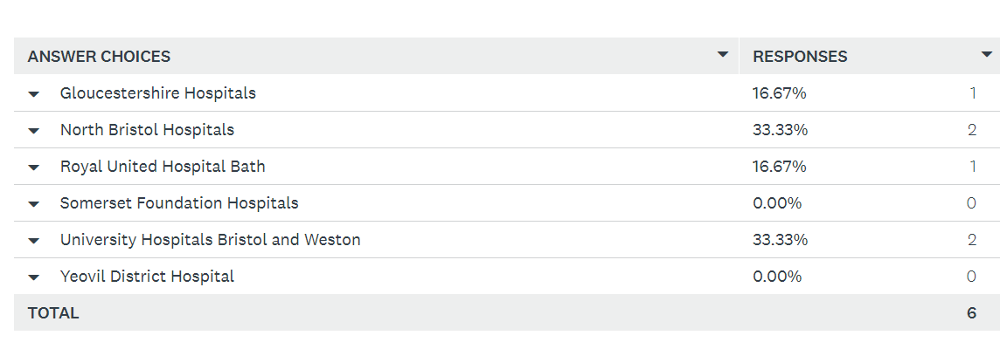 ANSWER CHOICES RESPONSES
Gloucestershire Hospitals 16.67% 1
North Bristol Hospitals 33.33% 2
Royal United Hospital Bath 16.67% 1
Somerset Foundation Hospitals 0.00% 0
University Hospitals Bristol and Weston 33.33% 2
Yeovil District Hospital 0.00% 0
TOTAL 6